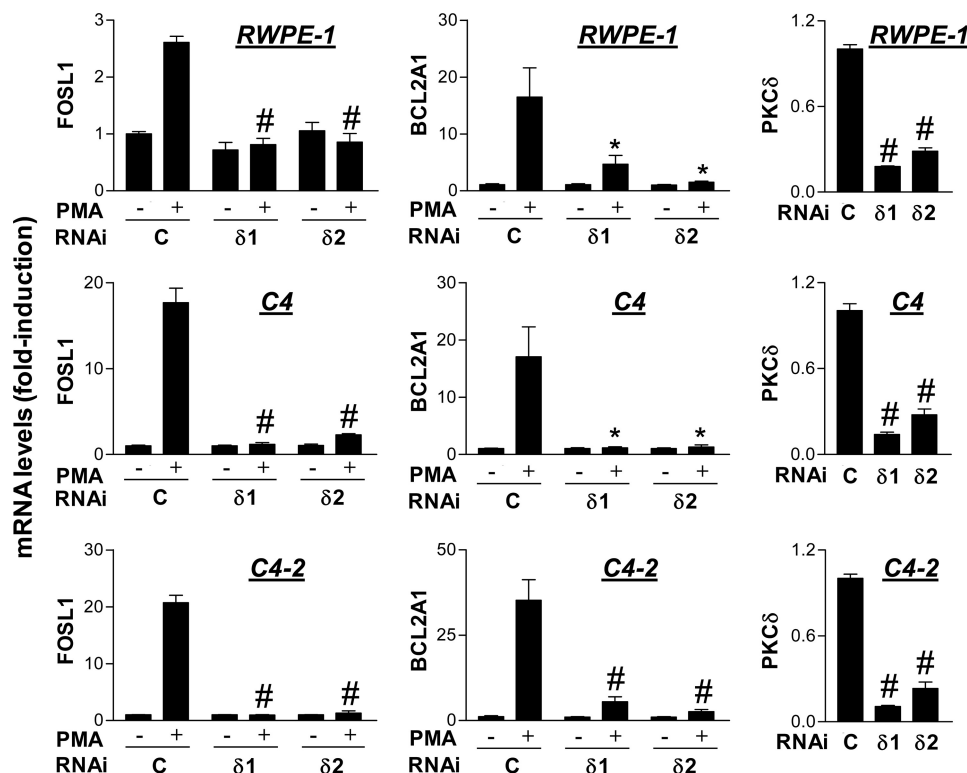 mRNA levels (fold-induction)
RWPE-1
FOSL1
3
2
1
0
PMA - + - + - +
RNAi C δ1 δ2
RWPE-1
BCL2A1
30
20
10
0
PMA - + - + - +
RNAi C δ1 δ2
# #
* *
RWPE-1
PKCδ
1.2
0.6
0.0
# #
RNAi C δ1 δ2
C4
FOSL1
20
10
0
# #
PMA - + - + - +
RNAi C δ1 δ2
C4
BCL2A1
30
20
10
0
* *
PMA - + - + - +
RNAi C δ1 δ2
C4
PKCδ
1.2
0.6
0.0
# #
RNAi C δ1 δ2
C4-2
FOSL1
30
20
10
0
# #
PMA - + - + - +
RNAi C δ1 δ2
C4-2
BCL2A1
50
25
0
# #
PMA - + - + - +
RNAi C δ1 δ2
C4-2
PKCδ
1.2
0.6
0.0
# #
RNAi C δ1 δ2